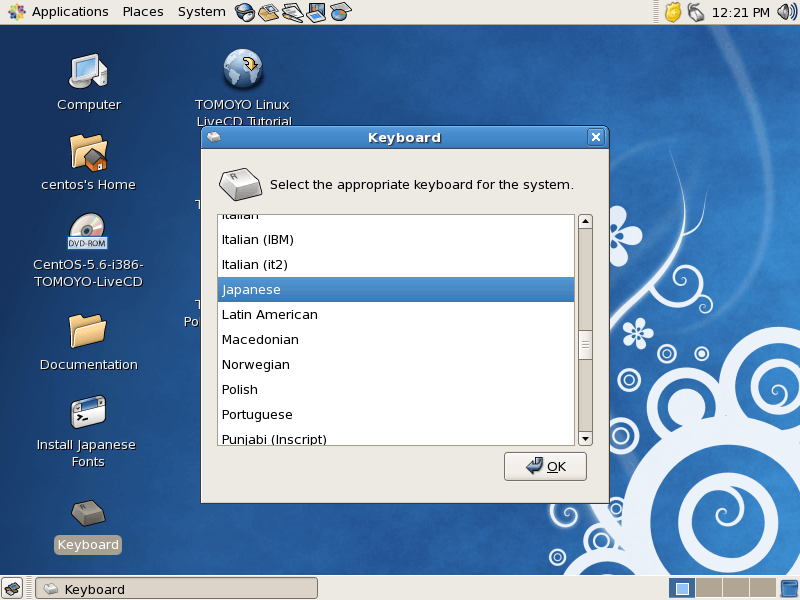 Applications Places System 12:21 PM
Computer
TOMOYO Linux
LiveCD Tutorial
centos's Home
DVD-ROM
CentOS-5.6-i386-
TOMOYO-LiveCD
Documentation
Install Japanese
Fonts
Keyboard
Keyboard
Select the appropriate keyboard for the system.
Italian
Italian (IBM)
Italian (it2)
Japanese
Latin American
Macedonian
Norwegian
Polish
Portuguese
Punjabi (Inscript)
OK
Keyboard